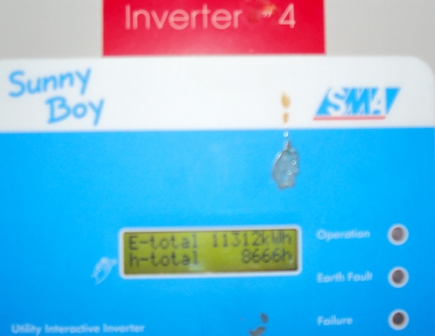 Inverter #4
Sunny
Boy
SMA
E-total 11312kWh
h-total 8666h
Operation
Earth Fault
Failure
Utility Interactive Inverter